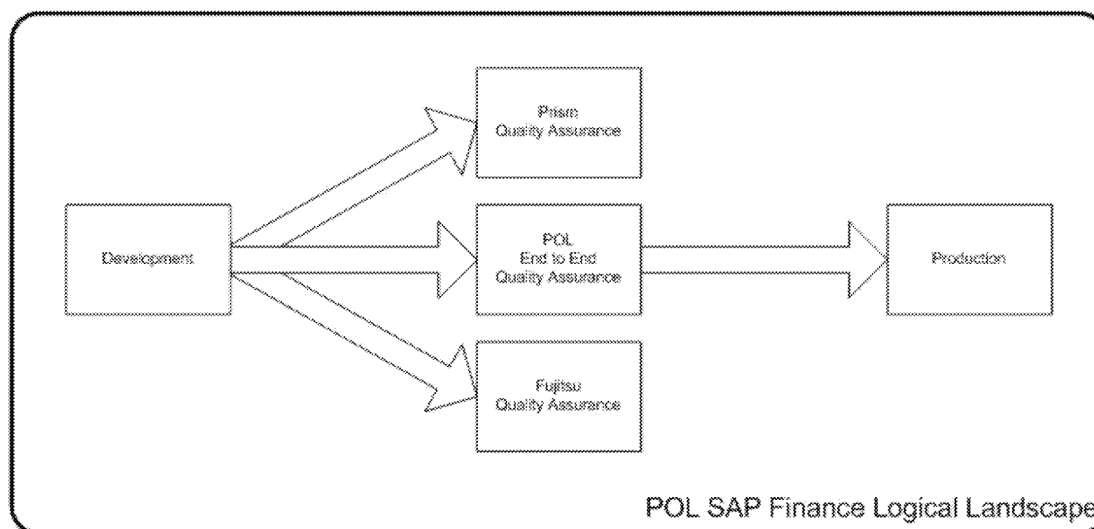 Prism
Quality Assurance
Development
POL
End to End
Quality Assurance
Production
Fujitsu
Quality Assurance
POL SAP Finance Logical Landscape